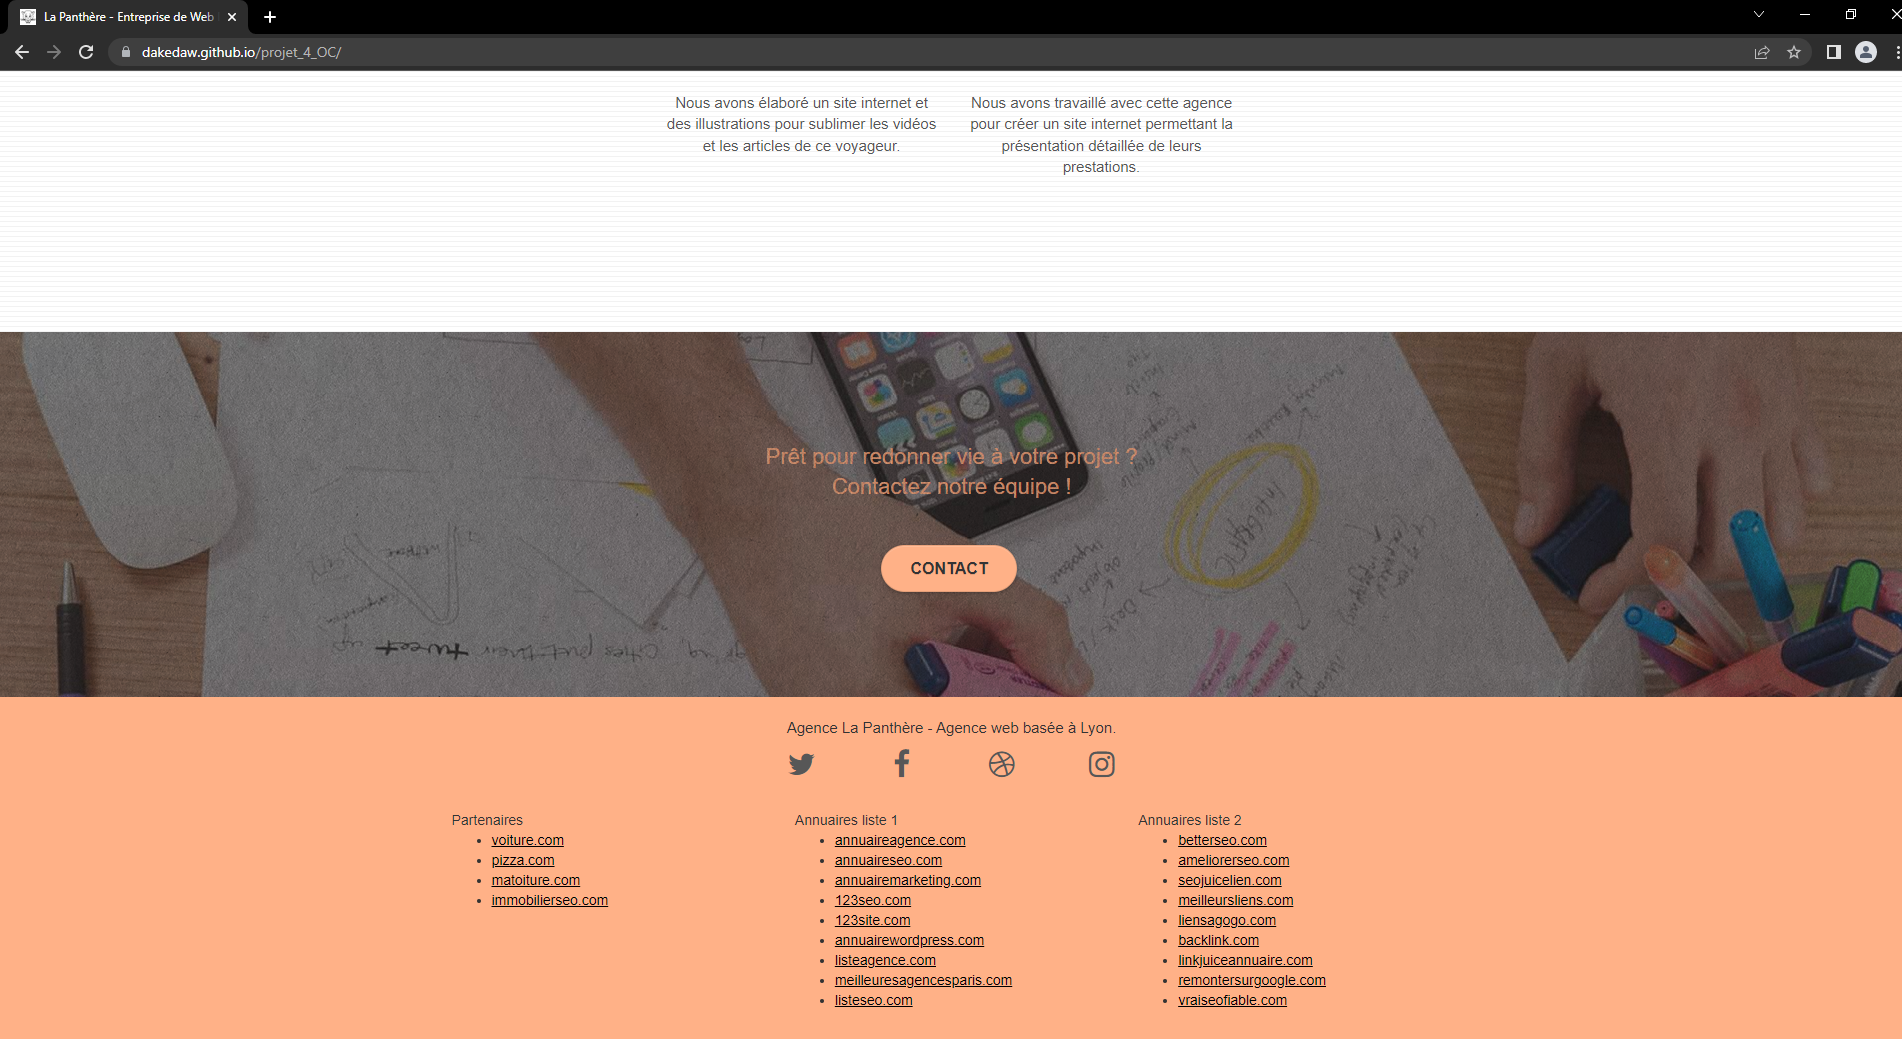 La Panthère - Entreprise de Web
dakedaw.github.io/projet_4_OC/
Nous avons élaboré un site internet et
des illustrations pour sublimer les vidéos
et les articles de ce voyageur.
Nous avons travaillé avec cette agence
pour créer un site internet permettant la
présentation détaillée de leurs
prestations.
Prêt pour redonner vie à votre projet ?
Contactez notre équipe !
CONTACT
Agence La Panthère - Agence web basée à Lyon.
Partenaires
voiture.com
pizza.com
matoiture.com
immobilierseo.com
Annuaires liste 1
annuaireagence.com
annuaireseo.com
annuairemarketing.com
123seo.com
123site.com
annuairewordpress.com
listeagence.com
meilleuresagencesparis.com
listeseo.com
Annuaires liste 2
betterseo.com
ameliorerseo.com
seojuicelien.com
meilleursliens.com
liensagogo.com
backlink.com
linkjuiceannuaire.com
remontersurgoogle.com
vraiseofiable.com